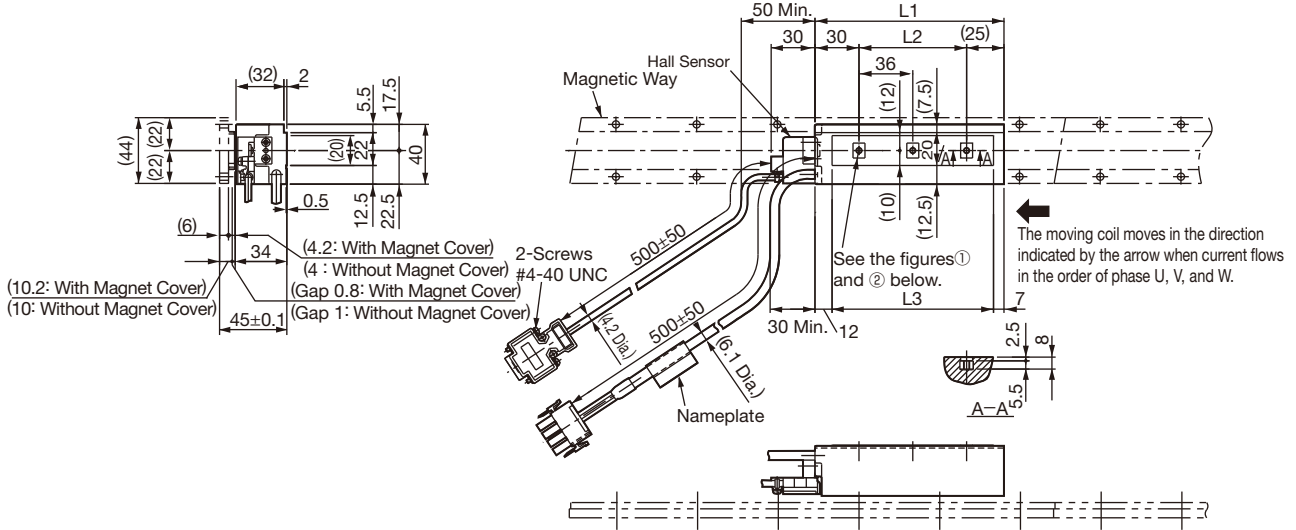 50 Min.
L1
30
30
L2
(25)
36
Hall Sensor
Magnetic Way
(12)
(7.5)
(32)
2
5.5
17.5
(44)
(22)
(22)
(20)
22
40
20
A
A
0.5
12.5
22.5
(10)
(12.5)
(6)
34
(4.2: With Magnet Cover)
(4 : Without Magnet Cover)
(10.2: With Magnet Cover)
(10: Without Magnet Cover)
(Gap 0.8: With Magnet Cover)
(Gap 1: Without Magnet Cover)
45±0.1
2-Screws
#4-40 UNC
500±50
(4.2 Dia.)
500±50
(6.1 Dia.)
Nameplate
See the figures①
and ② below.
The moving coil moves in the direction
indicated by the arrow when current flows
in the order of phase U, V, and W.
L3
7
30 Min.
12
2.5
8
5.5
A–A